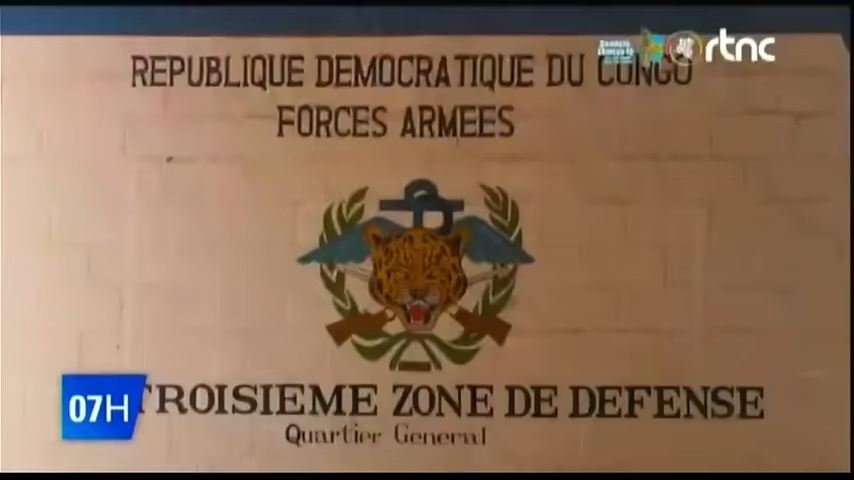 rtnc
REPUBLIQUE DEMOCRATIQUE DU CONGO
FORCES ARMEES
TROISIEME ZONE DE DEFENSE
Quartier General
07H